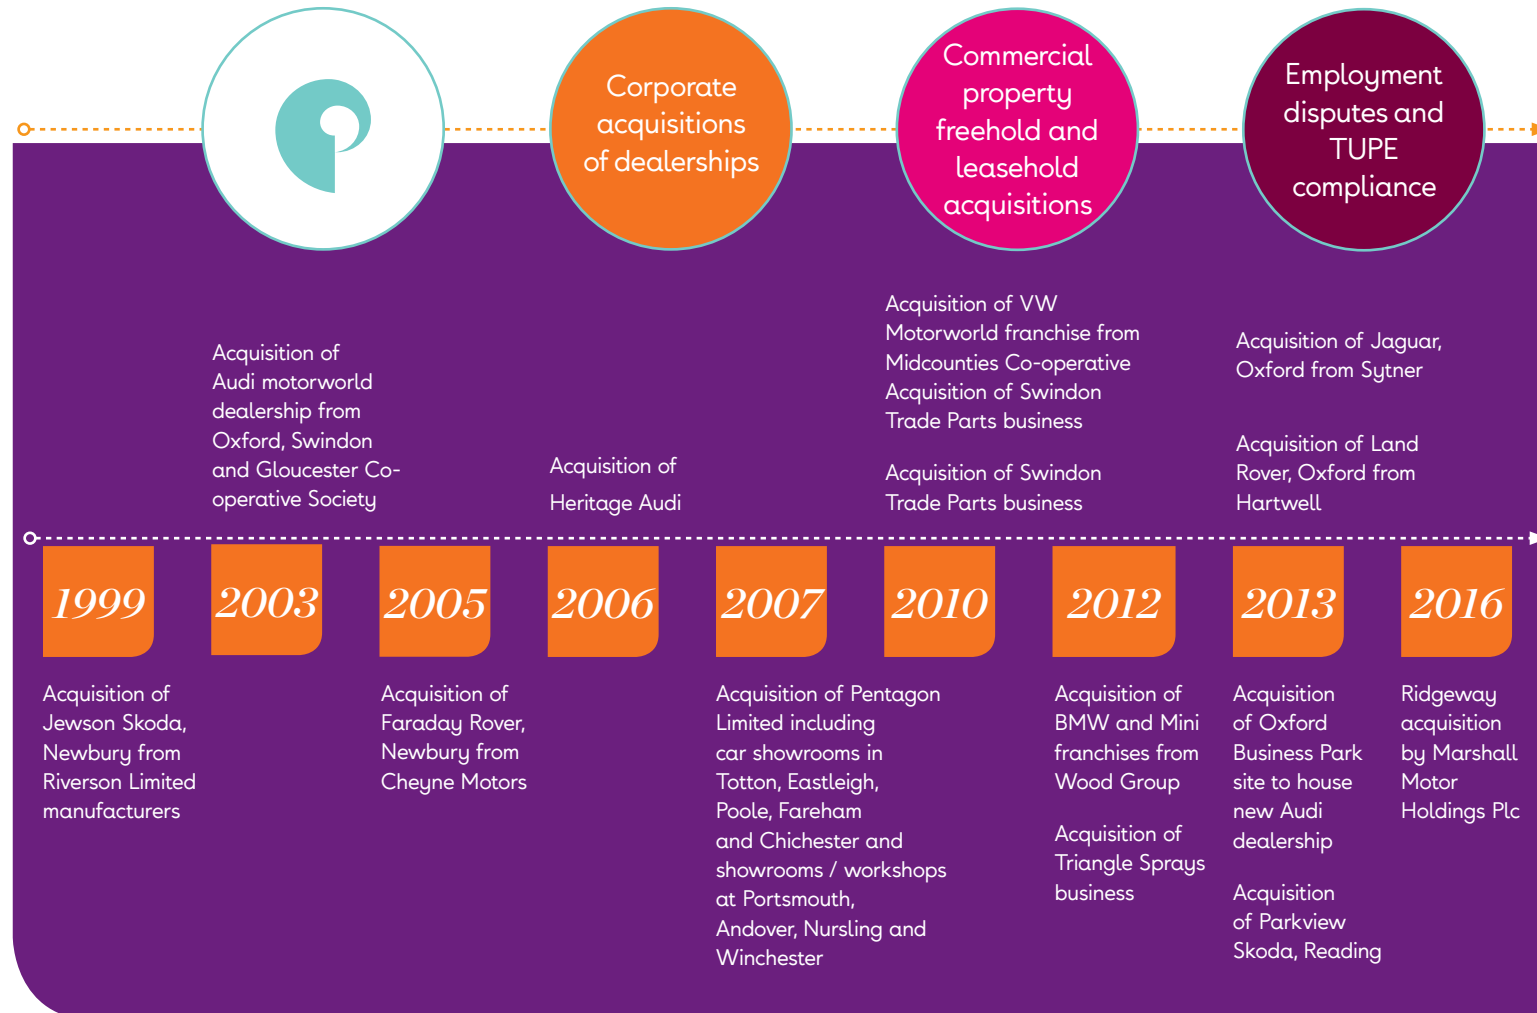 Corporate
acquisitions
of dealerships
Commercial
property
freehold and
leasehold
acquisitions
Employment
disputes and
TUPE
compliance
Acquisition of
Audi motorworld
dealership from
Oxford, Swindon
and Gloucester Co-
operative Society
Acquisition of
Heritage Audi
Acquisition of VW
Motorworld franchise from
Midcounties Co-operative
Acquisition of Swindon
Trade Parts business
Acquisition of Swindon
Trade Parts business
Acquisition of Jaguar,
Oxford from Sytner
Acquisition of Land
Rover, Oxford from
Hartwell
1999
2003
2005
2006
2007
2010
2012
2013
2016
Acquisition of
Jewson Skoda,
Newbury from
Riverson Limited
manufacturers
Acquisition of
Faraday Rover,
Newbury from
Cheyne Motors
Acquisition of Pentagon
Limited including
car showrooms in
Totton, Eastleigh,
Poole, Fareham
and Chichester and
showrooms / workshops
at Portsmouth,
Andover, Nursling and
Winchester
Acquisition of
BMW and Mini
franchises from
Wood Group
Acquisition of
Triangle Sprays
business
Acquisition
of Oxford
Business Park
site to house
new Audi
dealership
Acquisition
of Parkview
Skoda, Reading
Ridgeway
acquisition
by Marshall
Motor
Holdings Plc